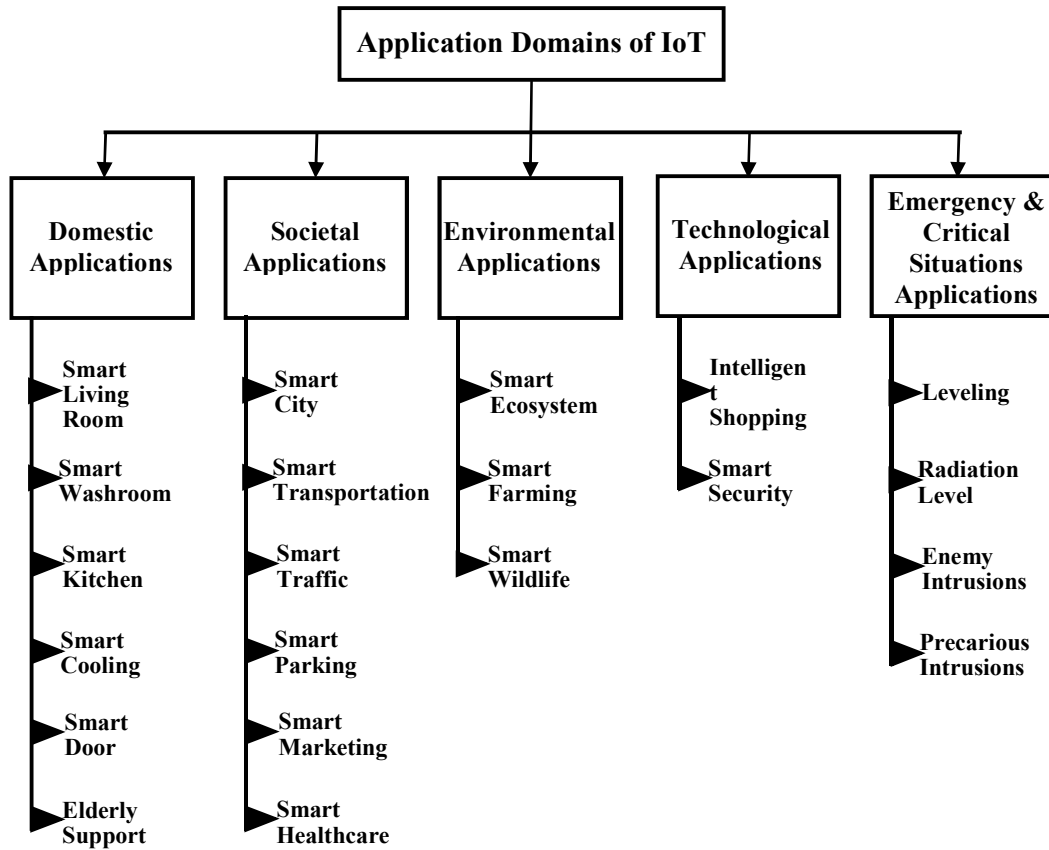 Application Domains of IoT
Domestic
Applications
Societal
Applications
Environmental
Applications
Technological
Applications
Emergency &
Critical
Situations
Applications
Smart
Living
Room
Smart
Washroom
Smart
Kitchen
Smart
Cooling
Smart
Door
Elderly
Support
Smart
City
Smart
Transportation
Smart
Traffic
Smart
Parking
Smart
Marketing
Smart
Healthcare
Smart
Ecosystem
Smart
Farming
Smart
Wildlife
Intelligen
t
Shopping
Smart
Security
Leveling
Radiation
Level
Enemy
Intrusions
Precarious
Intrusions